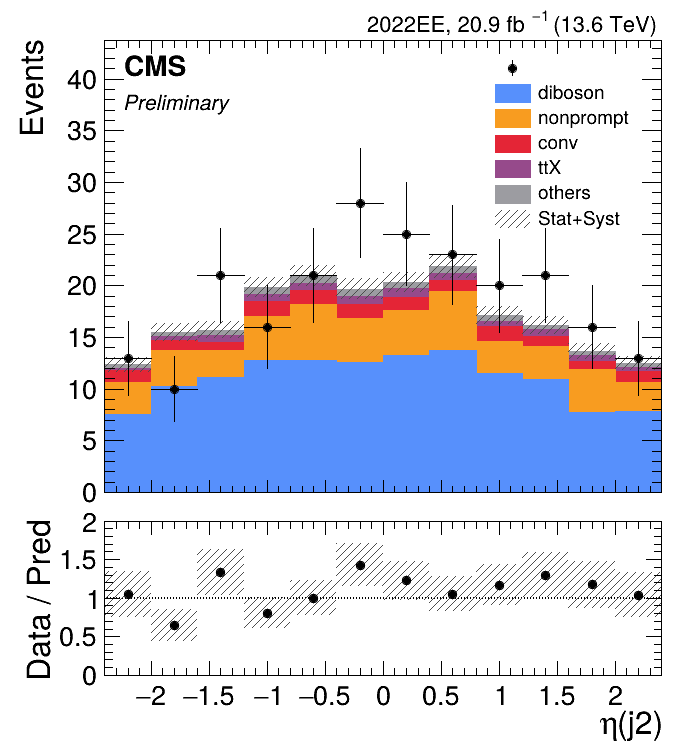 2022EE, 20.9 fb⁻¹ (13.6 TeV)
CMS
Preliminary
Events
40
35
30
25
20
15
10
5
0
diboson
nonprompt
conv
ttX
others
Stat+Syst
Data / Pred
2
1.5
1
0.5
0
−2 −1.5 −1 −0.5 0 0.5 1 1.5 2
η(j2)